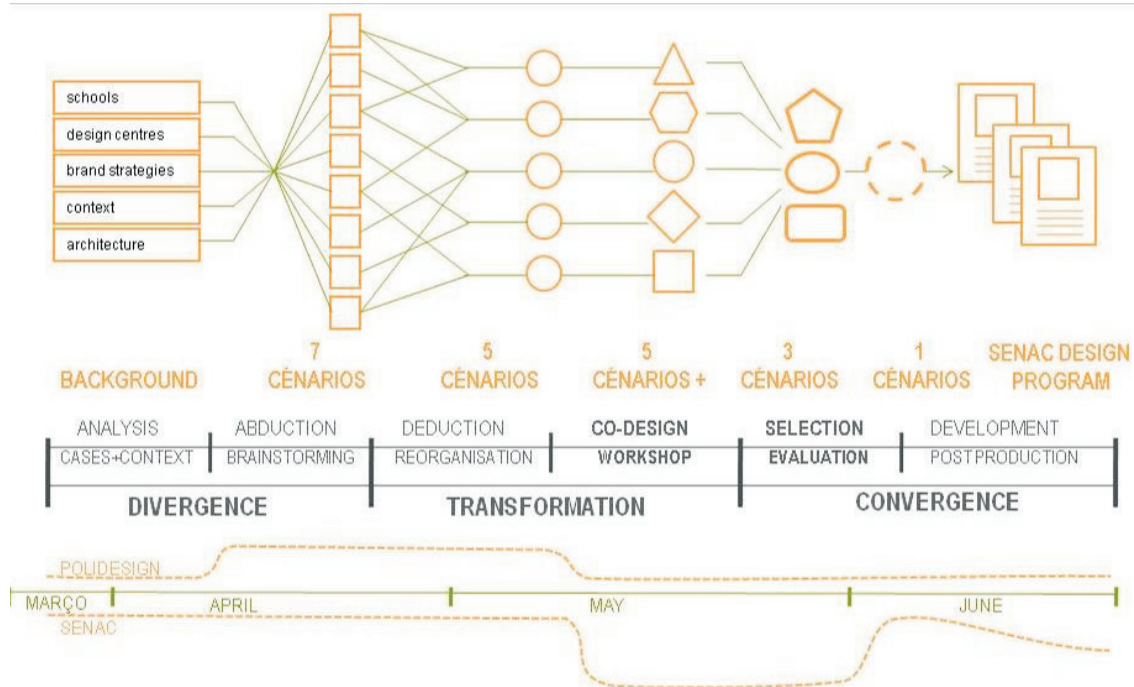 schools
design centres
brand strategies
context
architecture
7 5 5 3 1 SENAC DESIGN
BACKGROUND CÉNARIOS CÉNARIOS CÉNARIOS + CÉNARIOS CÉNARIOS PROGRAM
ANALYSIS ABDUCTION DEDUCTION CO-DESIGN SELECTION DEVELOPMENT
CASES+CONTEXT BRAINSTORMING REORGANISATION WORKSHOP EVALUATION POST PRODUCTION
DIVERGENCE TRANSFORMATION CONVERGENCE
POLIDESIGN
MARÇO APRIL MAY JUNE
SENAC